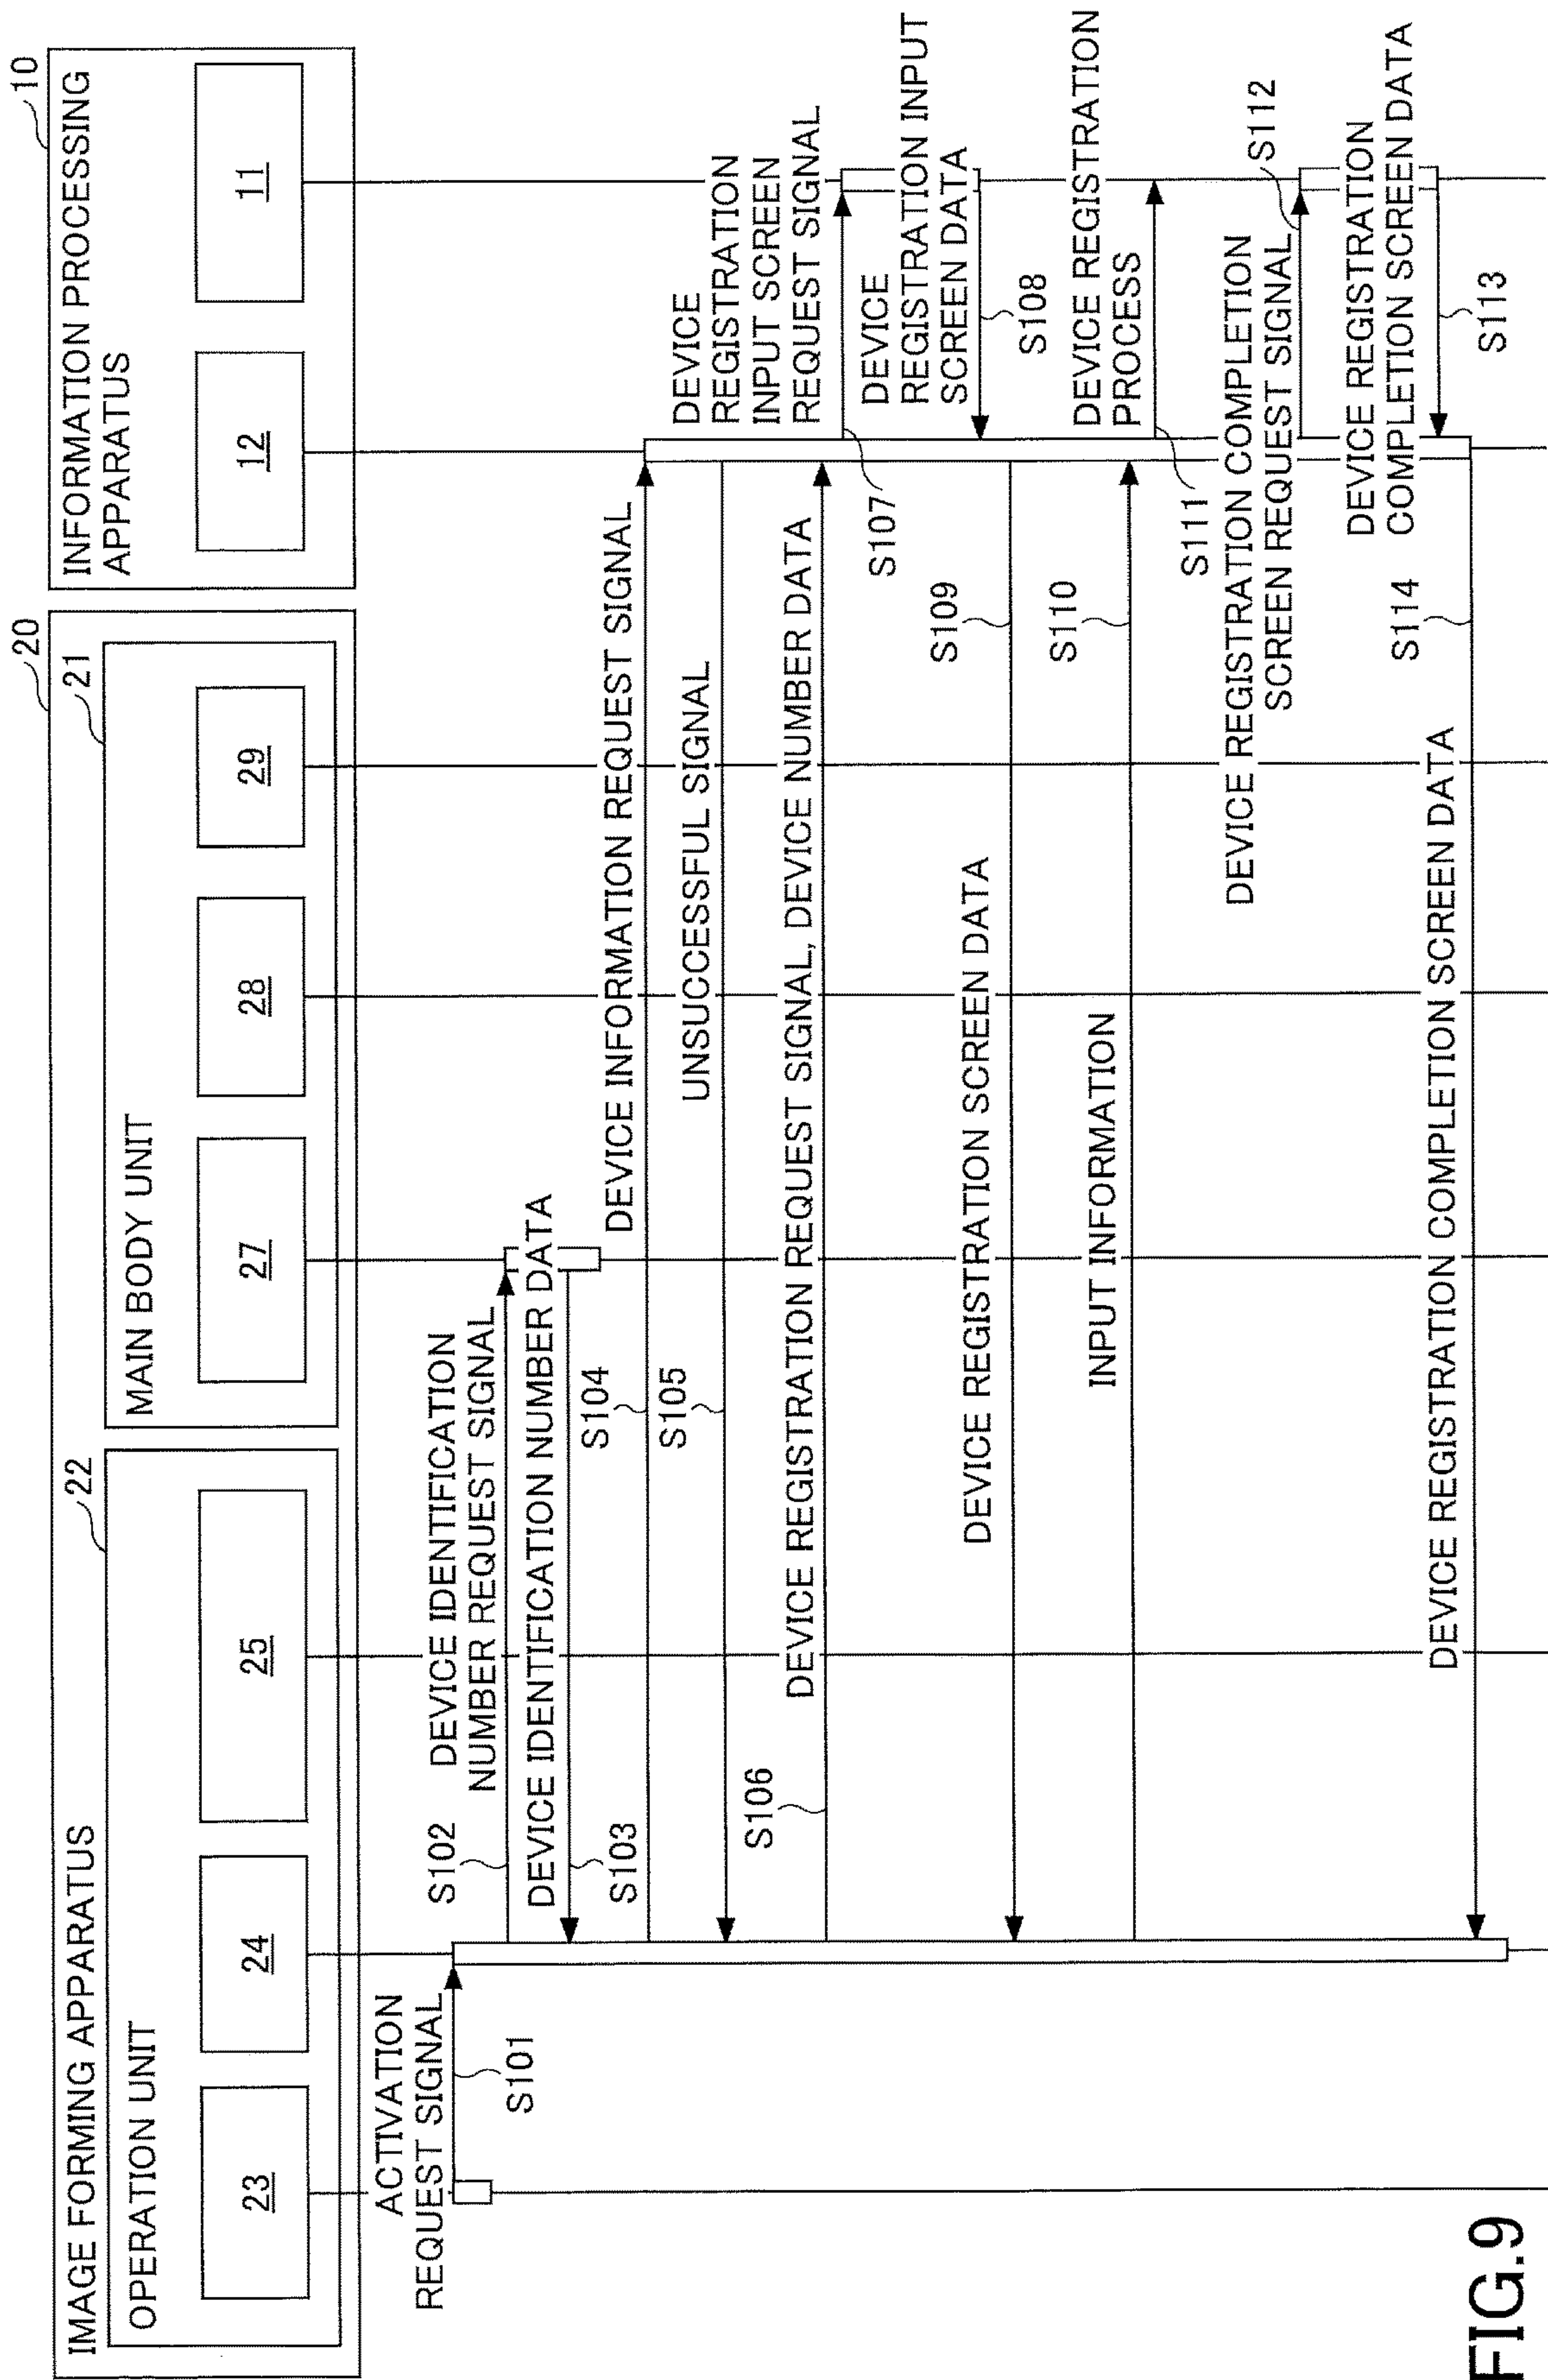 IMAGE FORMING APPARATUS
20
OPERATION UNIT
22
23
24
25
MAIN BODY UNIT
21
27
28
29
INFORMATION PROCESSING
APPARATUS
10
12
11
ACTIVATION
REQUEST SIGNAL
S101
DEVICE IDENTIFICATION
NUMBER REQUEST SIGNAL
S102
DEVICE IDENTIFICATION NUMBER DATA
S103
DEVICE INFORMATION REQUEST SIGNAL
S104
UNSUCCESSFUL SIGNAL
S105
DEVICE REGISTRATION REQUEST SIGNAL, DEVICE NUMBER DATA
S106
DEVICE
REGISTRATION
INPUT SCREEN
REQUEST SIGNAL
S107
DEVICE
REGISTRATION INPUT
SCREEN DATA
S108
DEVICE REGISTRATION SCREEN DATA
S109
INPUT INFORMATION
S110
DEVICE REGISTRATION
PROCESS
S111
DEVICE REGISTRATION COMPLETION
SCREEN REQUEST SIGNAL
S112
DEVICE REGISTRATION
COMPLETION SCREEN DATA
S113
DEVICE REGISTRATION COMPLETION SCREEN DATA
S114
FIG.9